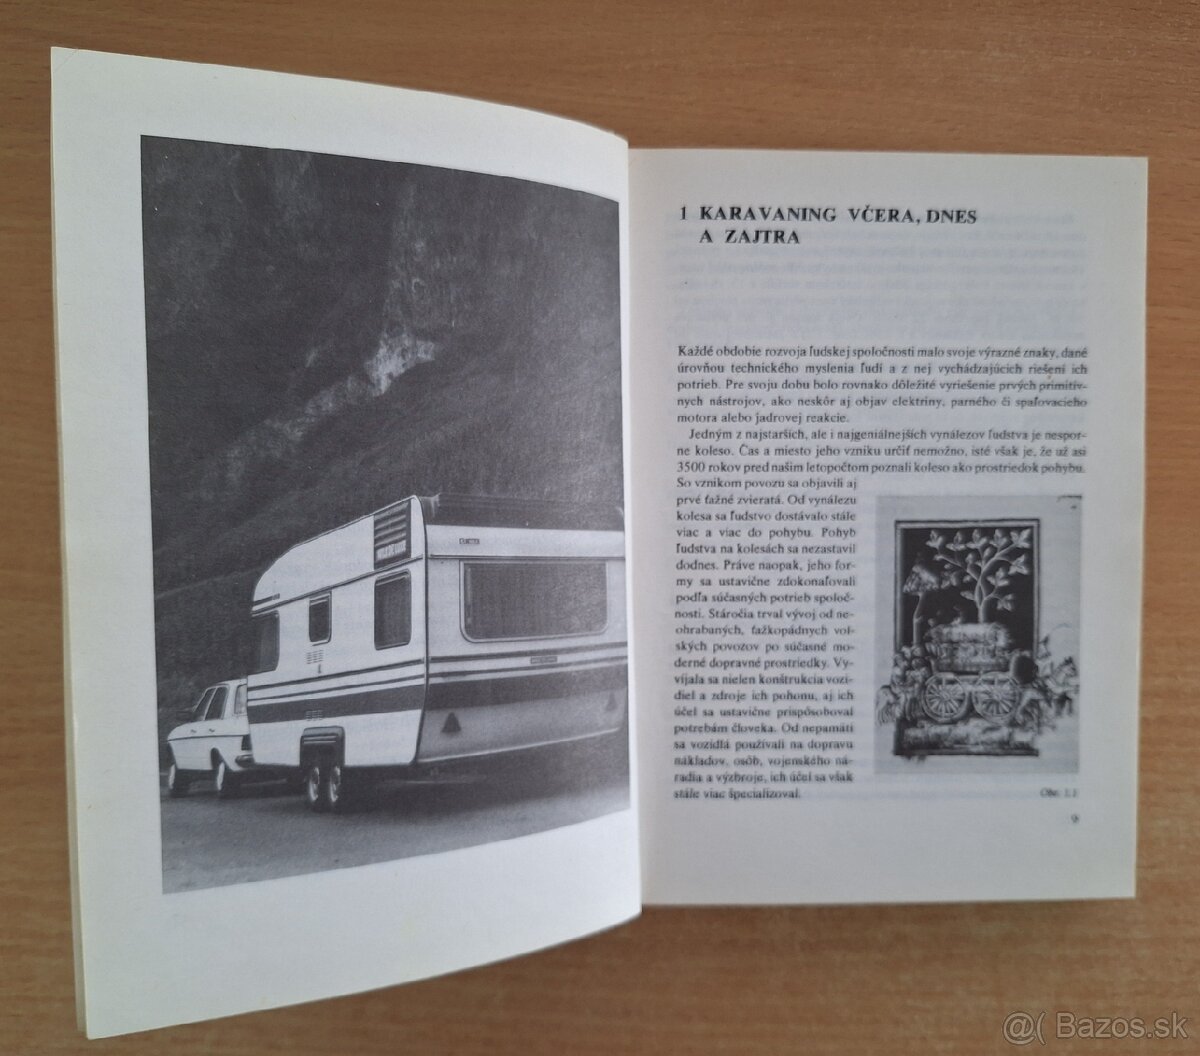 1 KARAVANING VČERA, DNES
A ZAJTRA
Každé obdobie rozvoja ľudskej spoločnosti malo svoje výrazné znaky, dané
úrovňou technického myslenia ľudí a z nej vychádzajúcich riešení ich
potrieb. Pre svoju dobu bolo rovnako dôležité vyriešenie prvých primitív-
nych nástrojov, ako neskôr aj objav elektriny, parného či spaľovacieho
motora alebo jadrovej reakcie.
Jedným z najstarších, ale i najgeniálnejších vynálezov ľudstva je nespor-
ne koleso. Čas a miesto jeho vzniku určiť nemožno, isté však je, že už asi
3500 rokov pred naším letopočtom poznali koleso ako prostriedok pohybu.
So vznikom povozu sa objavili aj
prvé ťažné zvieratá. Od vynálezu
kolesa sa ľudstvo dostávalo stále
viac a viac do pohybu. Pohyb
ľudstva na kolesách sa nezastavil
dodnes. Práve naopak, jeho for-
my sa ustavične zdokonaľovali
podľa súčasných potrieb spoloč-
nosti. Stáročia trval vývoj od ne-
ohrabaných, ťažkopádnych voľ-
ských povozov po súčasné mo-
derné dopravné prostriedky. Vy-
víjala sa nielen konštrukcia vozi-
diel a zdroje ich pohonu, aj ich
účel sa ustavične prispôsoboval
potrebám človeka. Od nepamäti
sa vozidlá používali na dopravu
nákladov, osôb, vojenského ná-
radia a výzbroje, ich účel sa však
stále viac špecializoval.
Obr. 1.1
9
@( Bazos.sk